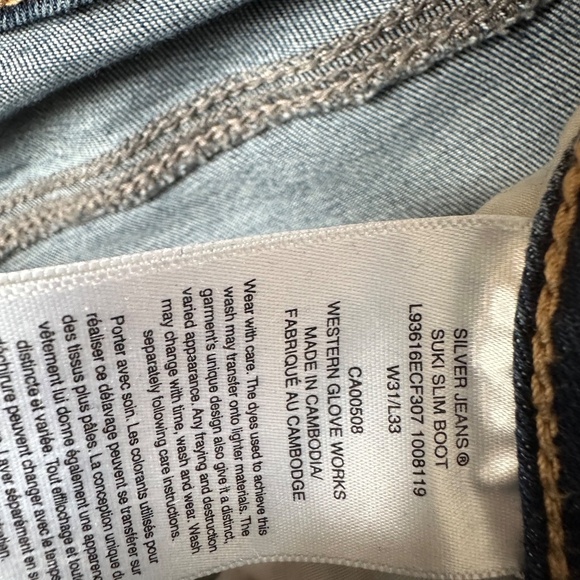 SILVER JEANS®
SUKI SLIM BOOT
L93616ECF307 1008119
W31/L33
CA00508
WESTERN GLOVE WORKS
MADE IN CAMBODIA/
FABRIQUÉ AU CAMBODGE
Wear with care. The dyes used to achieve this
wash may transfer onto lighter materials. The
garment's unique design also give it a distinct,
varied appearance. Any fraying and destruction
may change with time, wash and wear. Wash
separately following care instructions.
Porter avec soin. Les colorants utilisés pour
réaliser ce délavage peuvent se transférer sur
des tissus plus pâles. La conception unique du
vêtement lui donne également une apparence
distincte et variée. Tout effilochage et tout
déchirure peuvent changer avec le temps
Laver séparément en